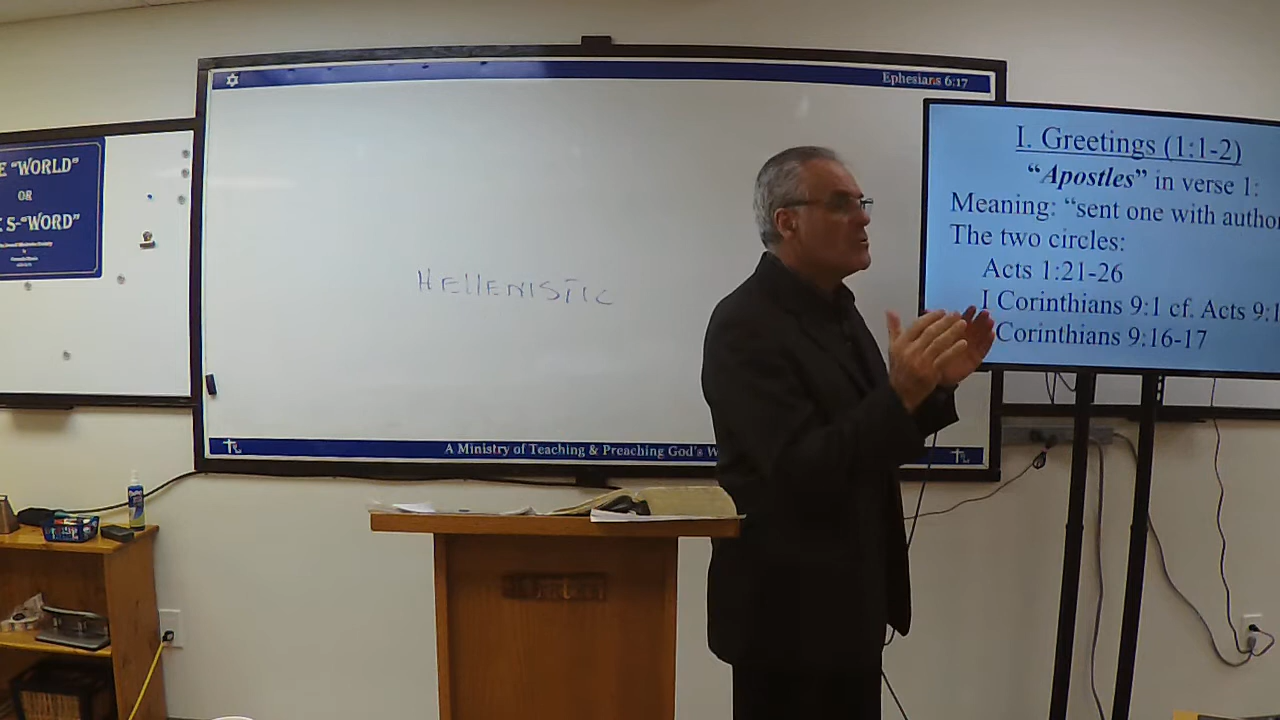 E "WORLD"
OR
S-"WORD"
Ephesians 6:17
HEllENISTIC
A Ministry of Teaching & Preaching God's W
I. Greetings (1:1-2)
"Apostles" in verse 1:
Meaning: "sent one with autho
The two circles:
Acts 1:21-26
I Corinthians 9:1 cf. Acts 9:1
Corinthians 9:16-17